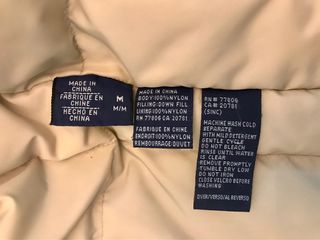 MADE IN
CHINA
FABRIQUE EN
CHINE
HECHO EN
CHINA
M
M/M
MADE IN CHINA
BODY:100%NYLON
FILLING:DOWN FILL
LINING:100%NYLON
RN 77806 CA 20781
FABRIQUE EN CHINE
ENDROIT:100%NYLON
REMBOURRAGE:DUVET
RN# 77806
CA# 20781
(SINC)
MACHINE WASH COLD
SEPARATE
WITH MILD DETERGENT
GENTLE CYCLE
DO NOT BLEACH
RINSE UNTIL WATER
IS CLEAR
REMOVE PROMPTLY
TUMBLE DRY LOW
DO NOT IRON
CLOSE VELCRO BEFORE
WASHING
OVER/VERSO/AL REVERSO